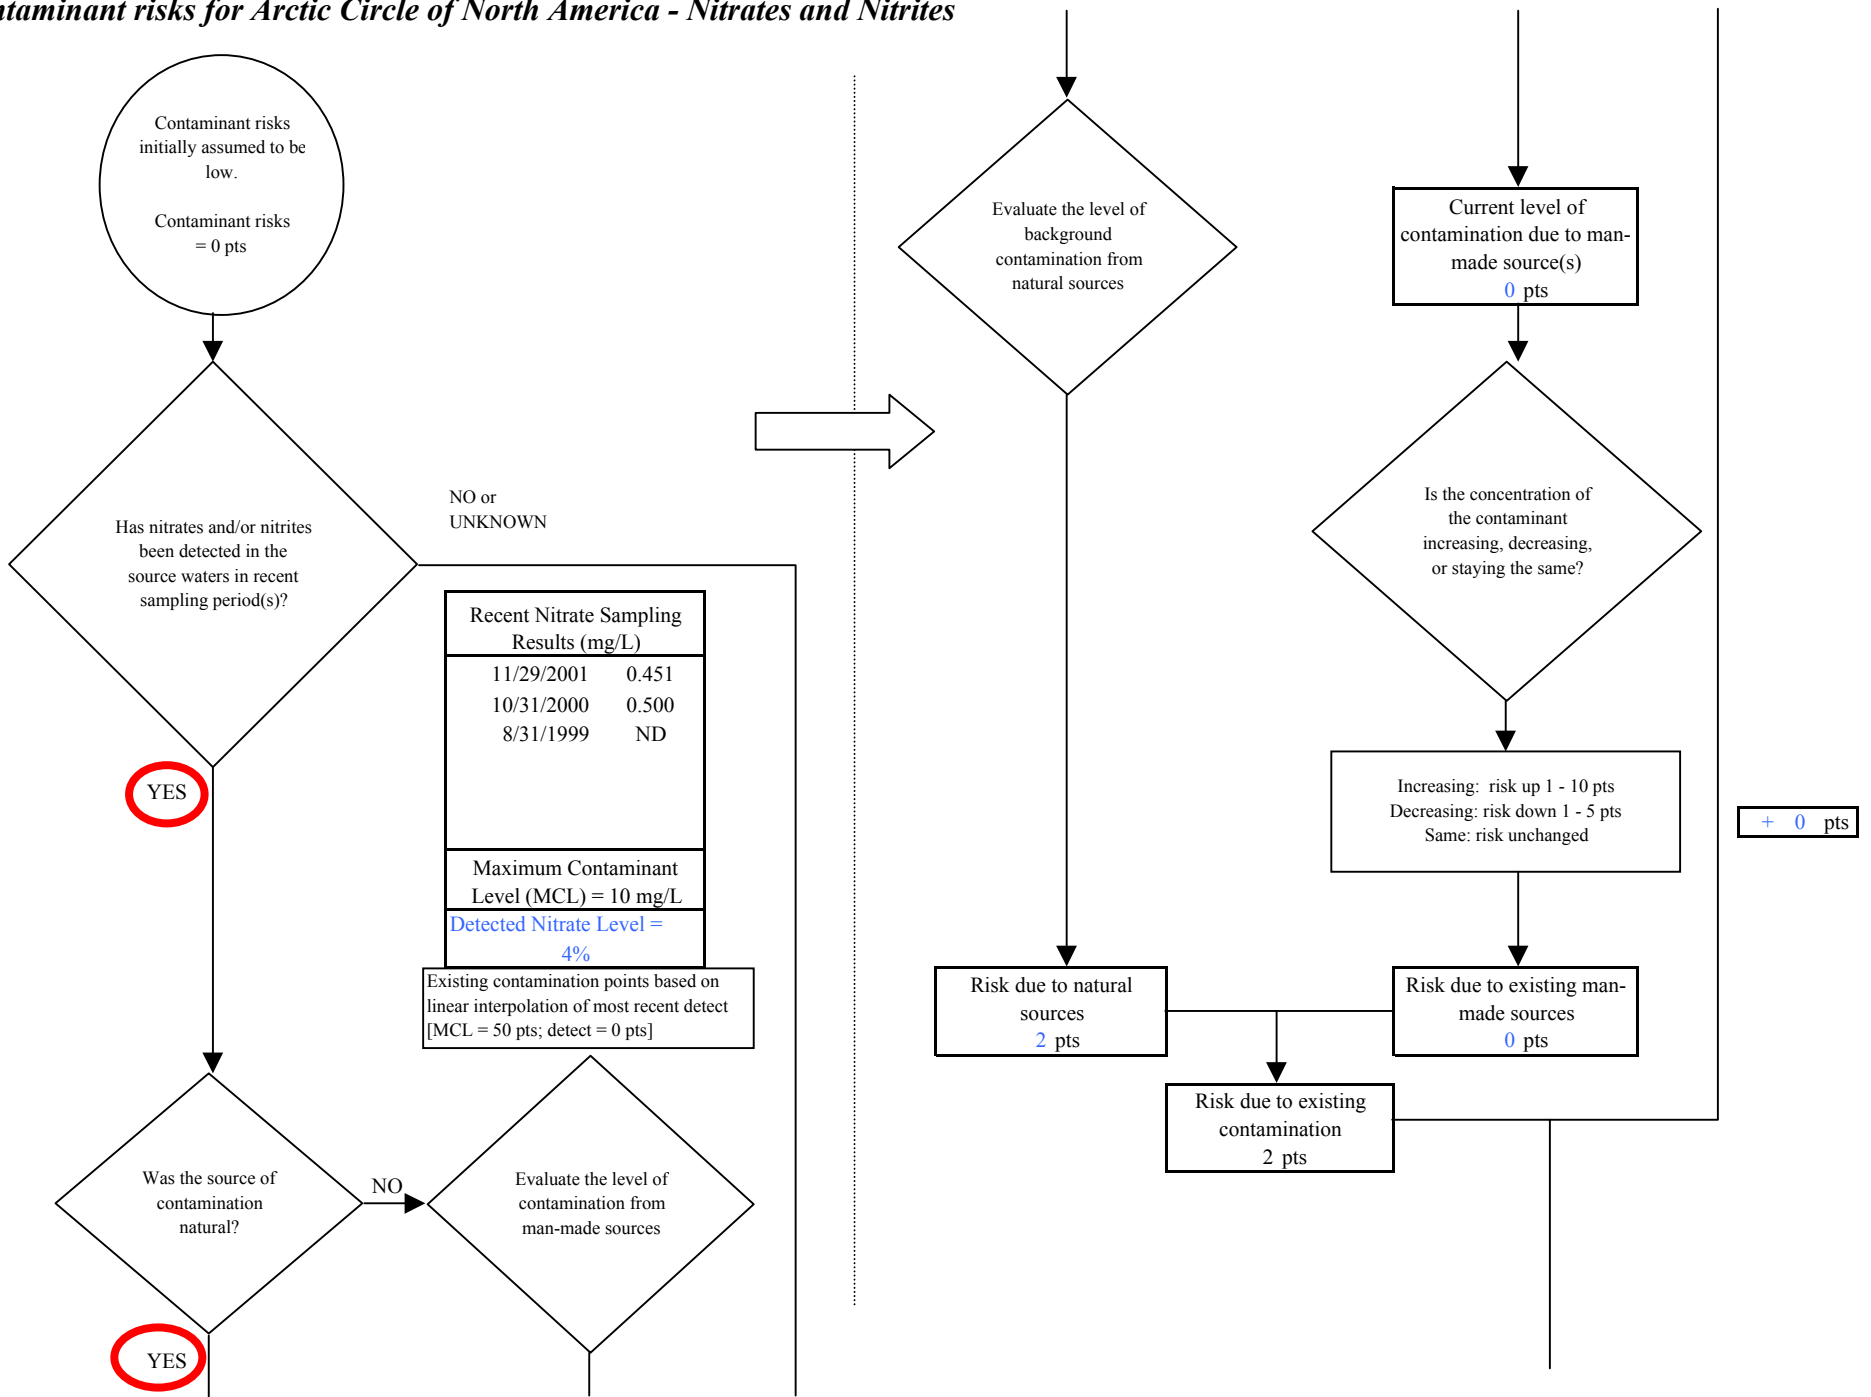 ntaminant risks for Arctic Circle of North America - Nitrates and Nitrites
Contaminant risks
initially assumed to be
low.
Contaminant risks
= 0 pts
Has nitrates and/or nitrites
been detected in the
source waters in recent
sampling period(s)?
NO or
UNKNOWN
YES
Recent Nitrate Sampling
Results (mg/L)
11/29/2001 0.451
10/31/2000 0.500
8/31/1999 ND
Maximum Contaminant
Level (MCL) = 10 mg/L
Detected Nitrate Level =
4%
Existing contamination points based on
linear interpolation of most recent detect
[MCL = 50 pts; detect = 0 pts]
Was the source of
contamination
natural?
NO
YES
Evaluate the level of
contamination from
man-made sources
Evaluate the level of
background
contamination from
natural sources
Current level of
contamination due to man-
made source(s)
0 pts
Is the concentration of
the contaminant
increasing, decreasing,
or staying the same?
Increasing: risk up 1 - 10 pts
Decreasing: risk down 1 - 5 pts
Same: risk unchanged
+ 0 pts
Risk due to natural
sources
2 pts
Risk due to existing man-
made sources
0 pts
Risk due to existing
contamination
2 pts